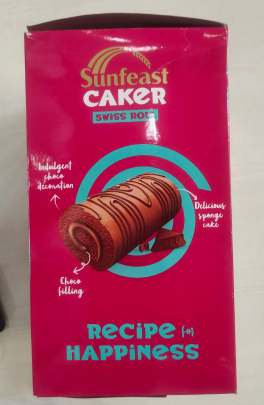 Sunfeast
CAKER
SWISS ROLL
Indulgent
choco
decoration
Delicious
sponge
cake
Choco
filling
RECIPE for
HAPPINESS